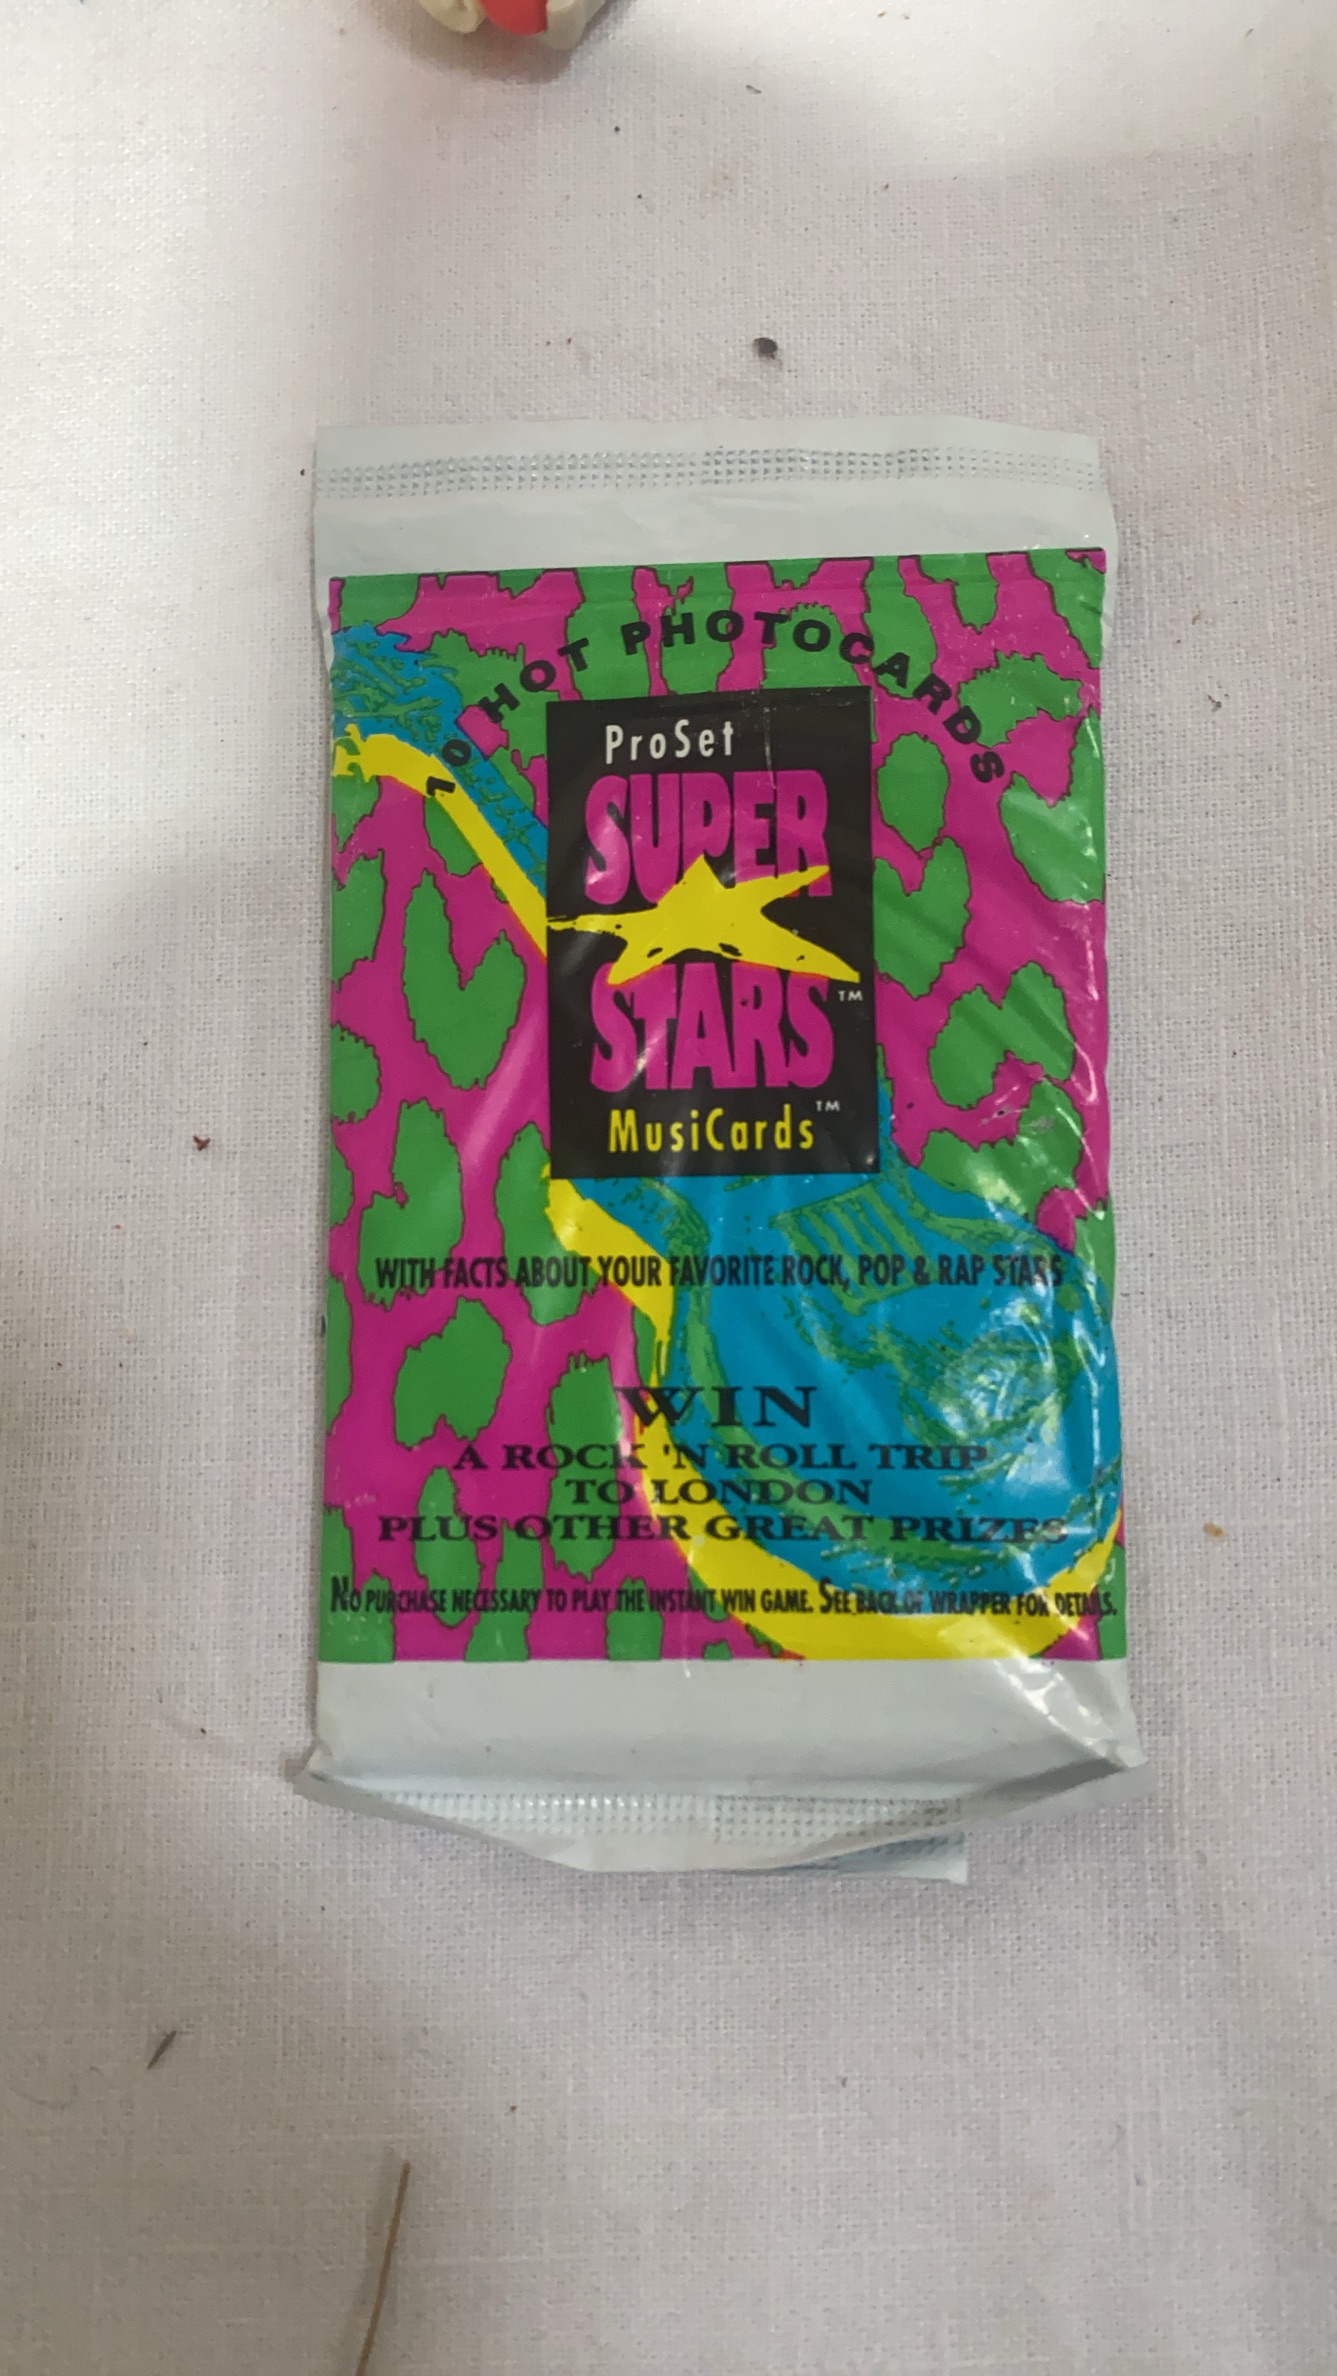 10 HOT PHOTOCARDS
ProSet
SUPER
STARS™
MusiCards™
WITH FACTS ABOUT YOUR FAVORITE ROCK, POP & RAP STARS
WIN
A ROCK 'N ROLL TRIP
TO LONDON
PLUS OTHER GREAT PRIZES
NO PURCHASE NECESSARY TO PLAY THE INSTANT WIN GAME. SEE BACK OF WRAPPER FOR DETAILS.